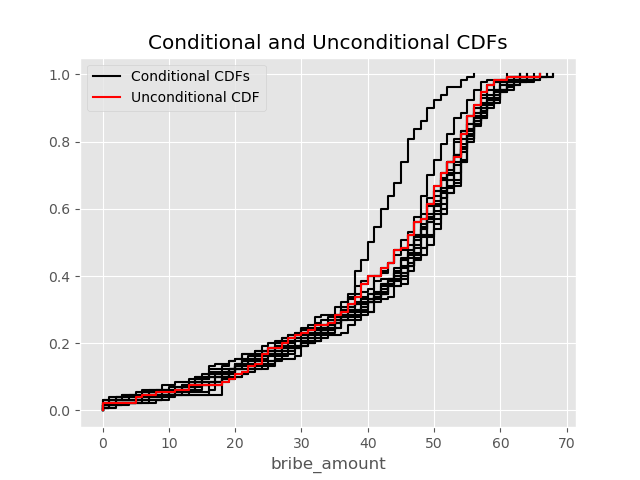 Conditional and Unconditional CDFs
Conditional CDFs
Unconditional CDF
1.0
0.8
0.6
0.4
0.2
0.0
0 10 20 30 40 50 60 70
bribe_amount